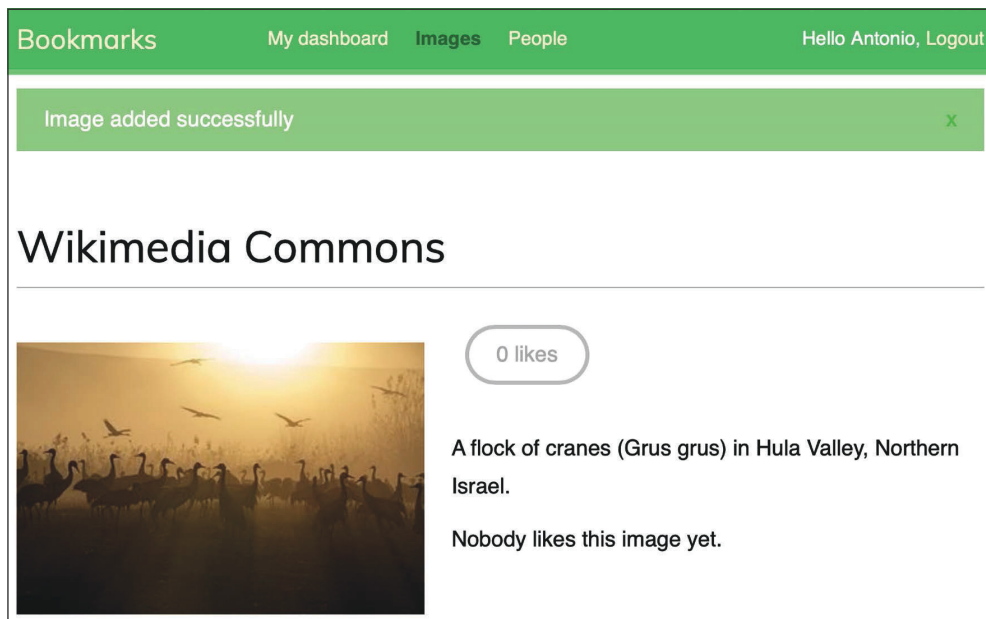 Bookmarks My dashboard Images People Hello Antonio, Logout
Image added successfully x
Wikimedia Commons
0 likes
A flock of cranes (Grus grus) in Hula Valley, Northern
Israel.
Nobody likes this image yet.